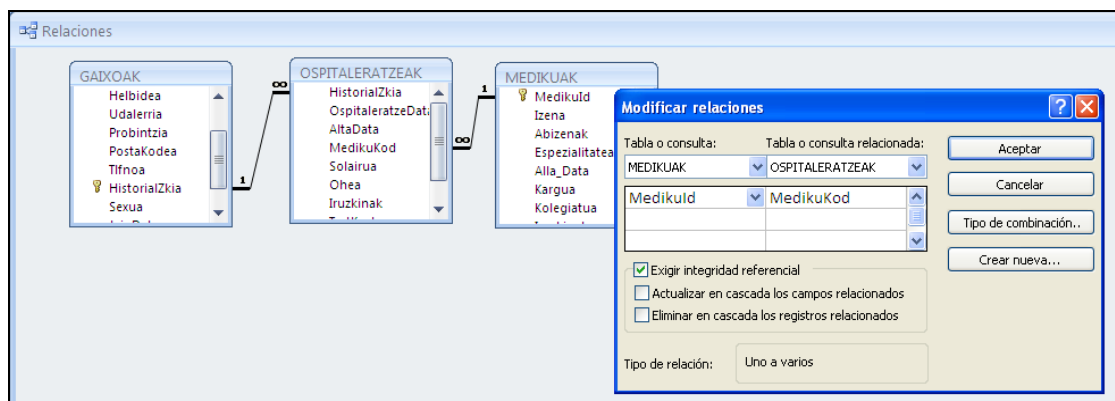 Relaciones
GAIXOAK
Helbidea
Udalerria
Probintzia
PostaKodea
Tlfnoa
HistorialZkia
Sexua
1
∞
OSPITALERATZEAK
HistorialZkia
OspitaleratzeData
AltaData
MedikuKod
Solairua
Ohea
Iruzkinak
∞
1
MEDIKUAK
MedikuId
Izena
Abizenak
Espezialitatea
Alla_Data
Kargua
Kolegiatua
Modificar relaciones
Tabla o consulta: Tabla o consulta relacionada:
MEDIKUAK OSPITALERATZEAK
MedikuId MedikuKod
Exigir integridad referencial
Actualizar en cascada los campos relacionados
Eliminar en cascada los registros relacionados
Tipo de relación: Uno a varios
Aceptar
Cancelar
Tipo de combinación..
Crear nueva...